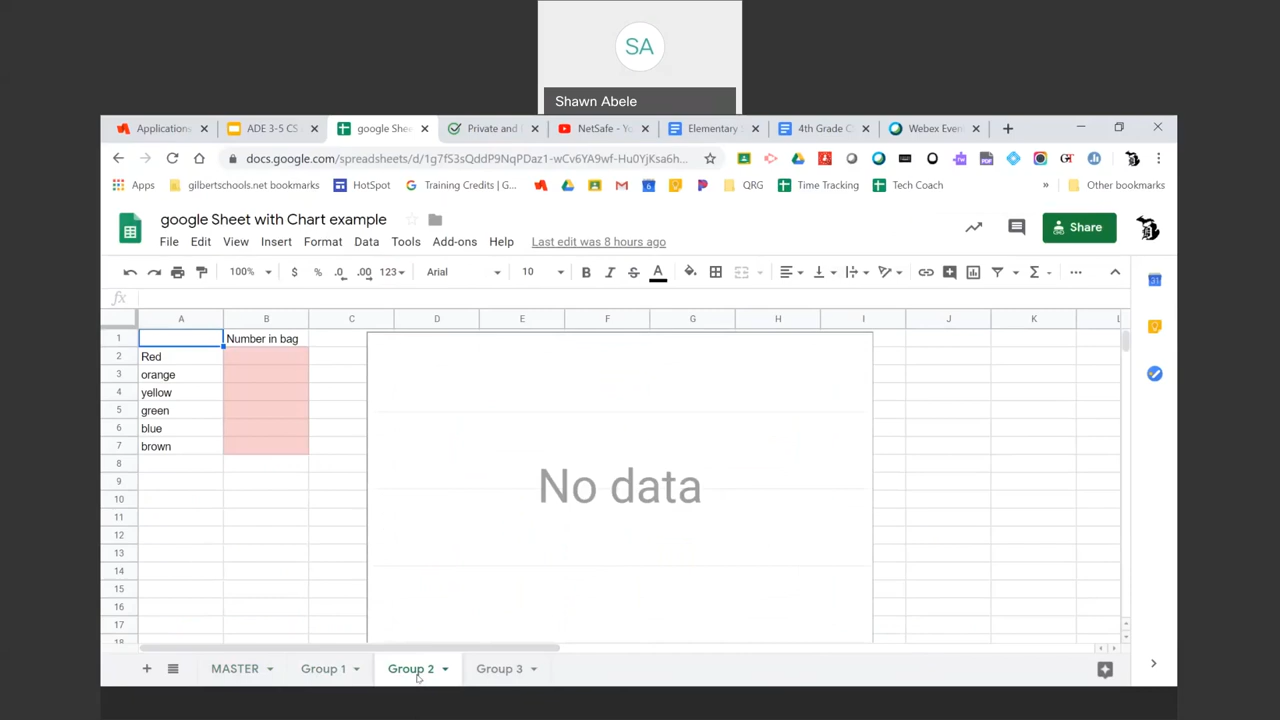 SA
Shawn Abele
Applications
ADE 3-5 CS
google Shee
Private and
NetSafe - Yo
Elementary
4th Grade C
Webex Even
docs.google.com/spreadsheets/d/1g7fS3sQddP9NqPDaz1-wCv6YA9wf-Hu0YjKsa6h...
Apps
gilbertschools.net bookmarks
HotSpot
Training Credits | G...
QRG
Time Tracking
Tech Coach
»
Other bookmarks
google Sheet with Chart example
File Edit View Insert Format Data Tools Add-ons Help Last edit was 8 hours ago
Share
100% $ % .0 .00 123 Arial 10 B I S A
fx
A B C D E F G H I J K L
1 Number in bag
2 Red
3 orange
4 yellow
5 green
6 blue
7 brown
8
9
10
11
12
13
14
15
16
17
18
No data
MASTER Group 1 Group 2 Group 3